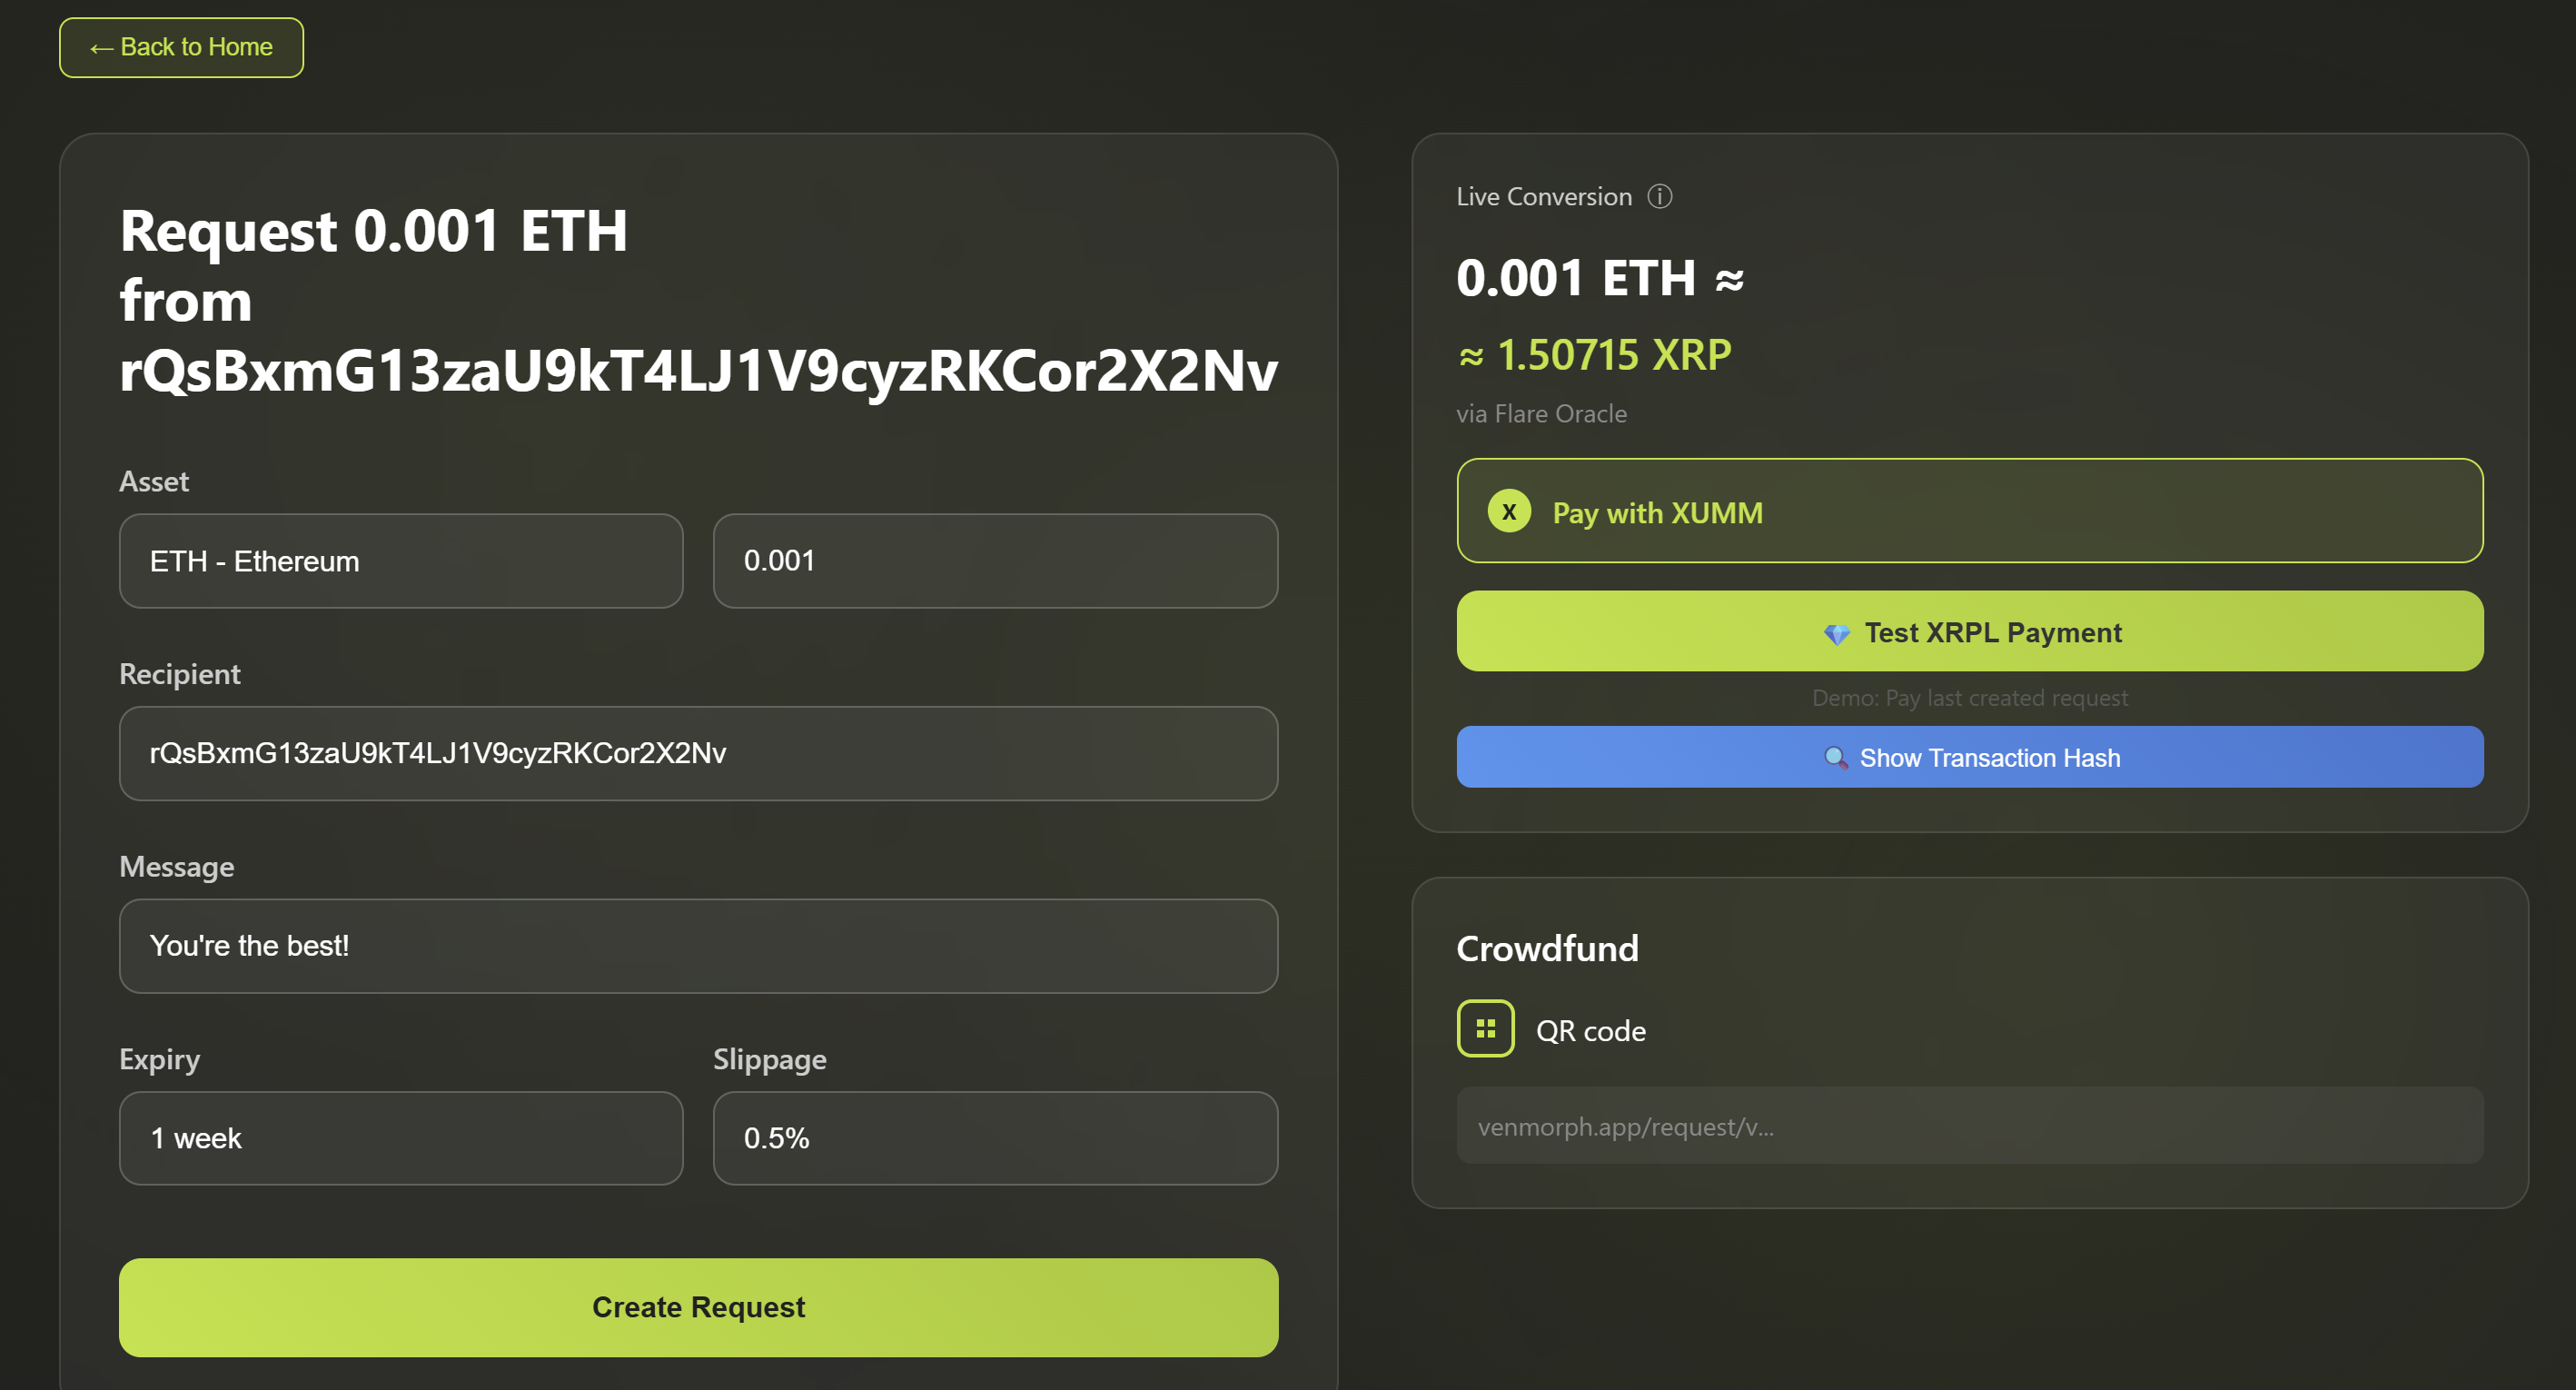 ← Back to Home
Request 0.001 ETH
from
rQsBxmG13zaU9kT4LJ1V9cyzRKCor2X2Nv
Asset
ETH - Ethereum
0.001
Recipient
rQsBxmG13zaU9kT4LJ1V9cyzRKCor2X2Nv
Message
You're the best!
Expiry
Slippage
1 week
0.5%
Create Request
Live Conversion ⓘ
0.001 ETH ≈
≈ 1.50715 XRP
via Flare Oracle
X Pay with XUMM
💎 Test XRPL Payment
Demo: Pay last created request
🔍 Show Transaction Hash
Crowdfund
QR code
venmorph.app/request/v...